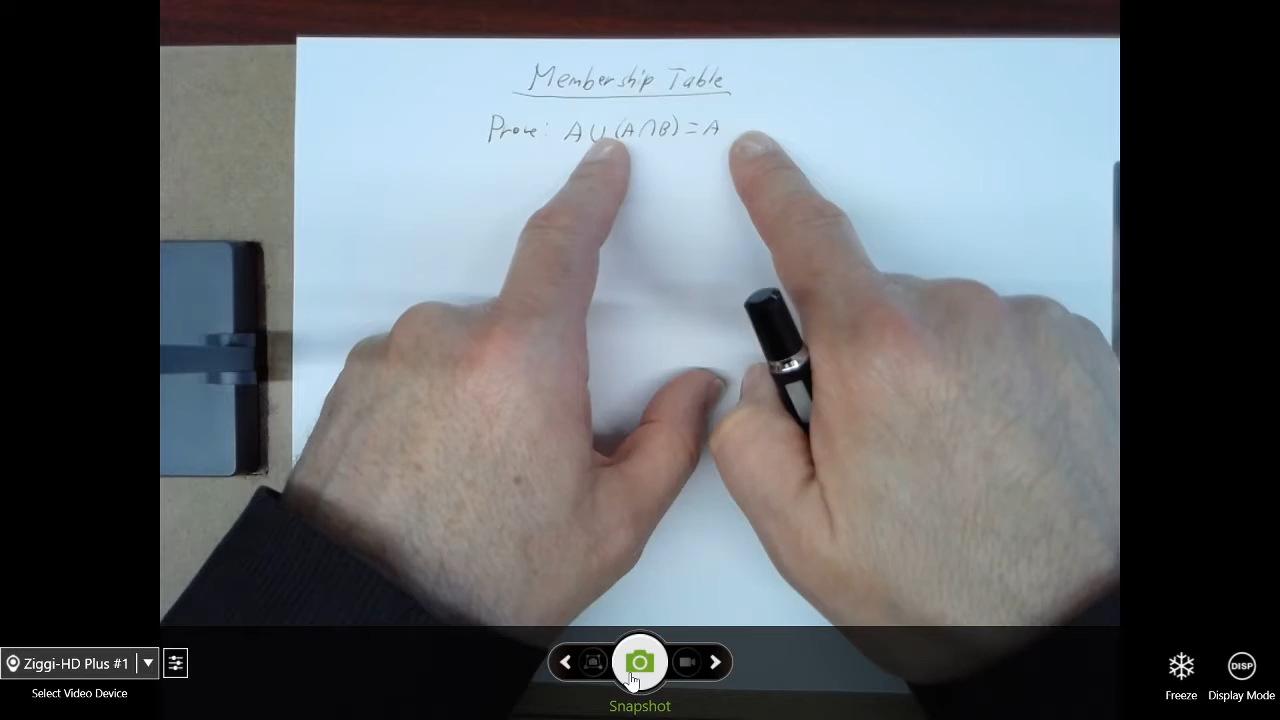 Membership Table
Prove: A∪(A∩B)=A
Ziggi-HD Plus #1
Select Video Device
Snapshot
Freeze
DISP
Display Mode